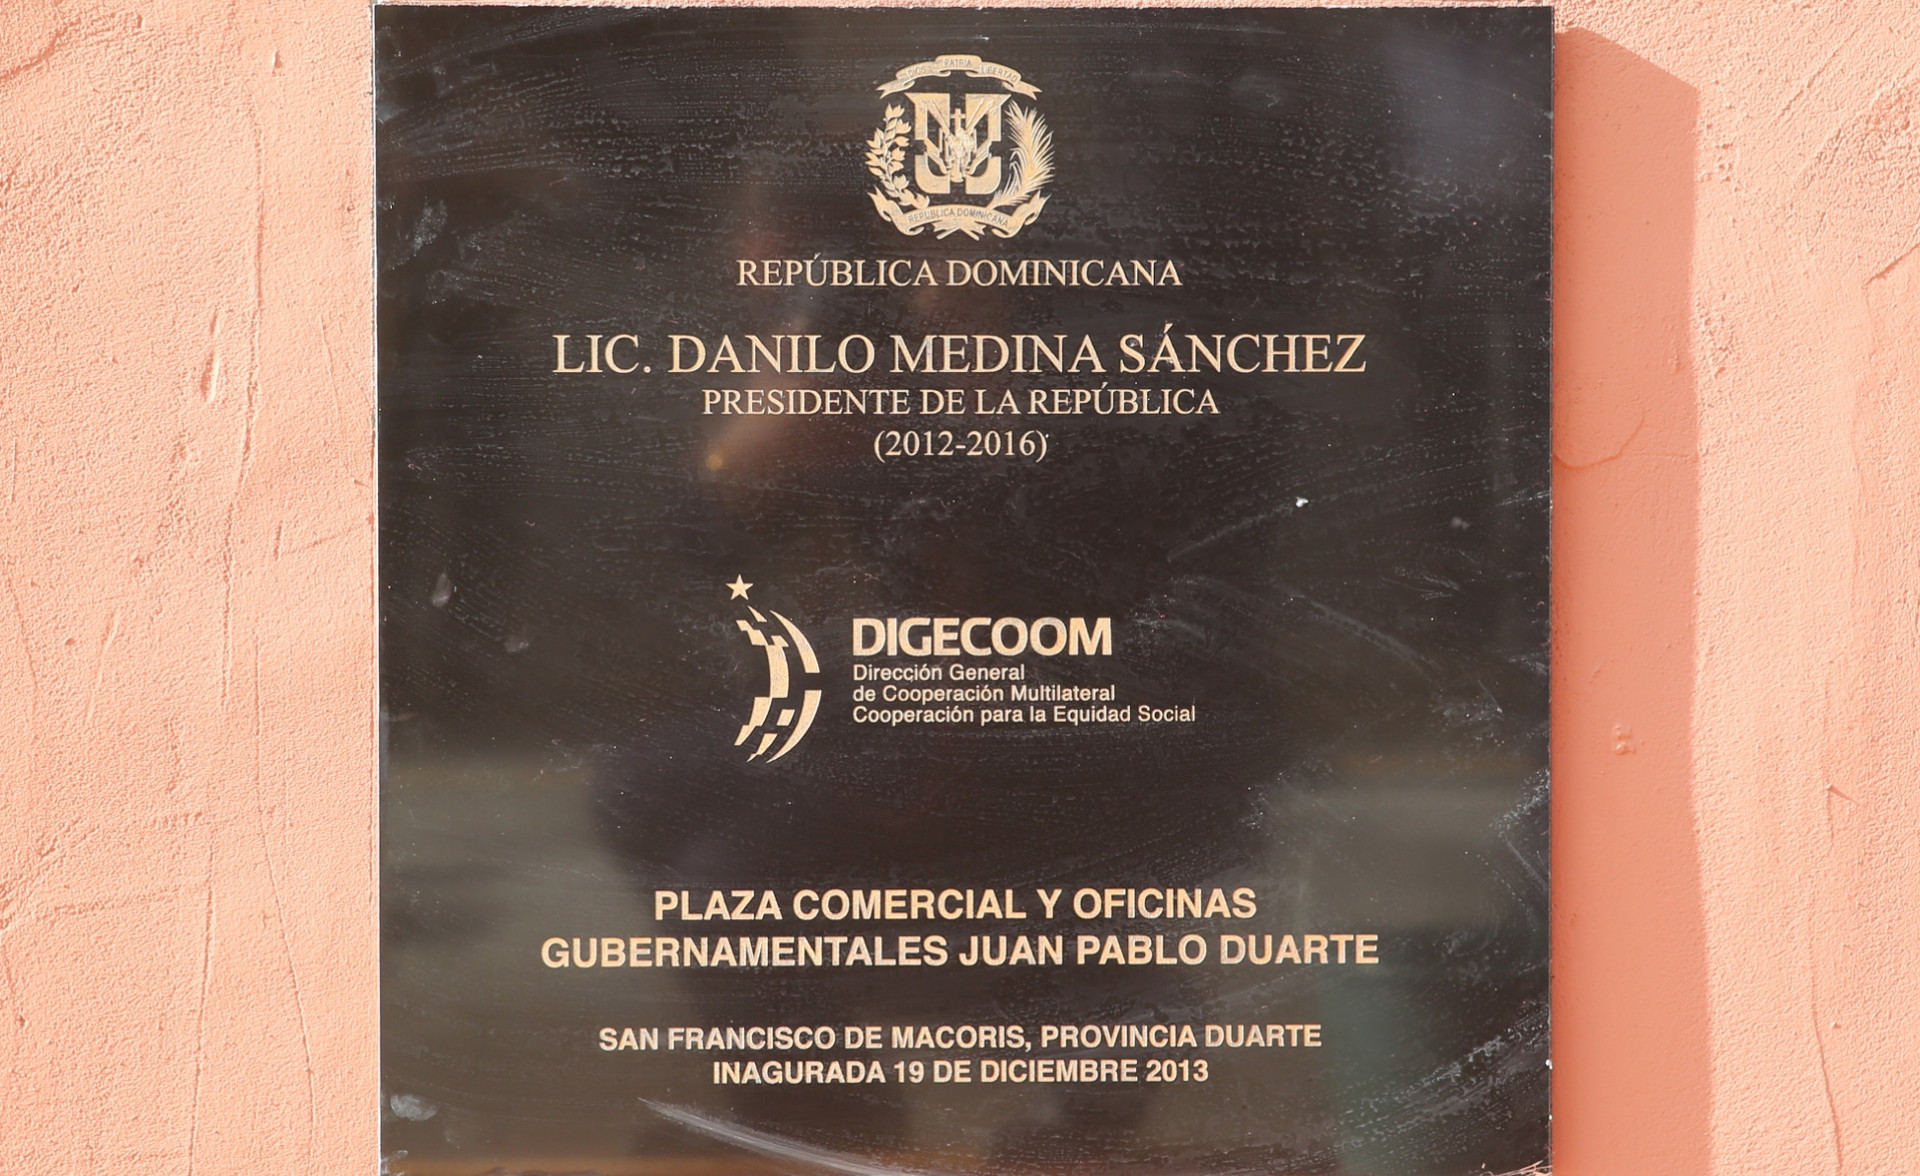 DIOS PATRIA LIBERTAD
REPÚBLICA DOMINICANA
REPÚBLICA DOMINICANA
LIC. DANILO MEDINA SÁNCHEZ
PRESIDENTE DE LA REPÚBLICA
(2012-2016)
DIGECOOM
Dirección General
de Cooperación Multilateral
Cooperación para la Equidad Social
PLAZA COMERCIAL Y OFICINAS
GUBERNAMENTALES JUAN PABLO DUARTE
SAN FRANCISCO DE MACORIS, PROVINCIA DUARTE
INAGURADA 19 DE DICIEMBRE 2013